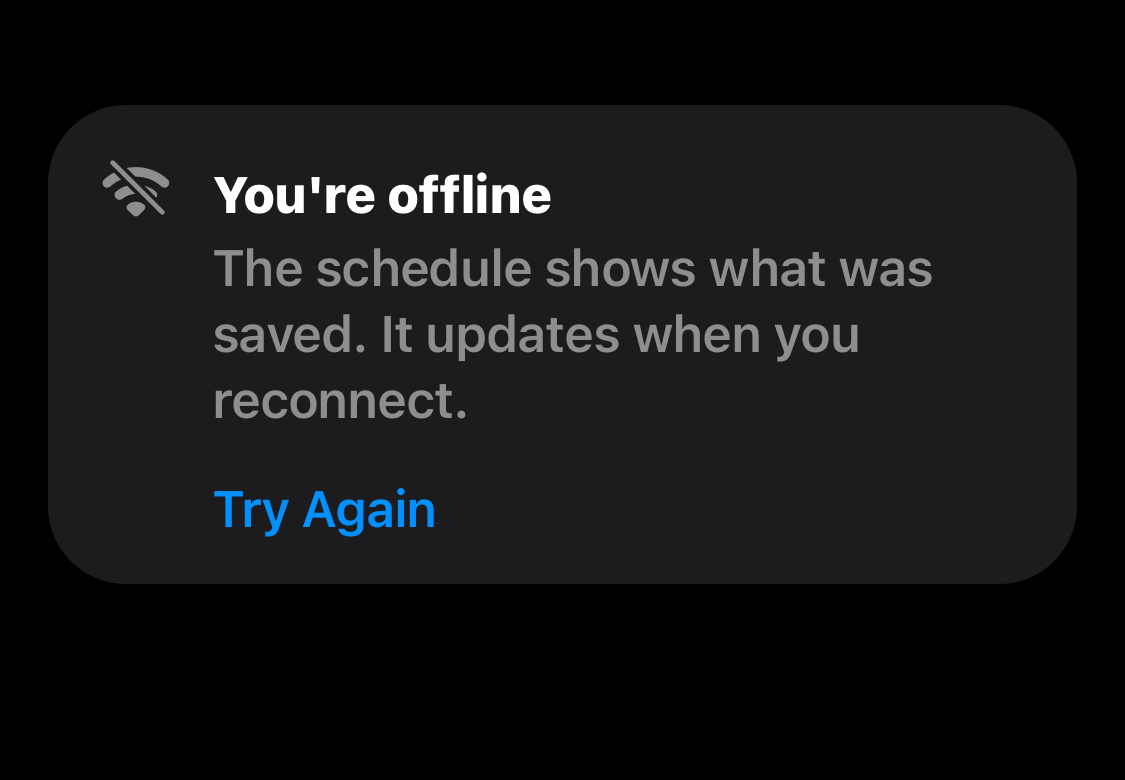 You're offline
The schedule shows what was
saved. It updates when you
reconnect.
Try Again